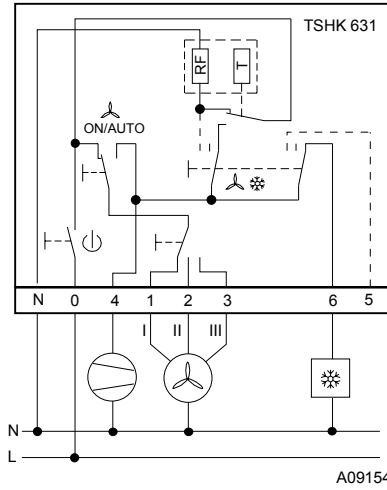 TSHK 631
RF
T
ON/AUTO
N 0 4 1 2 3 6 5
I II III
N
L
A09154